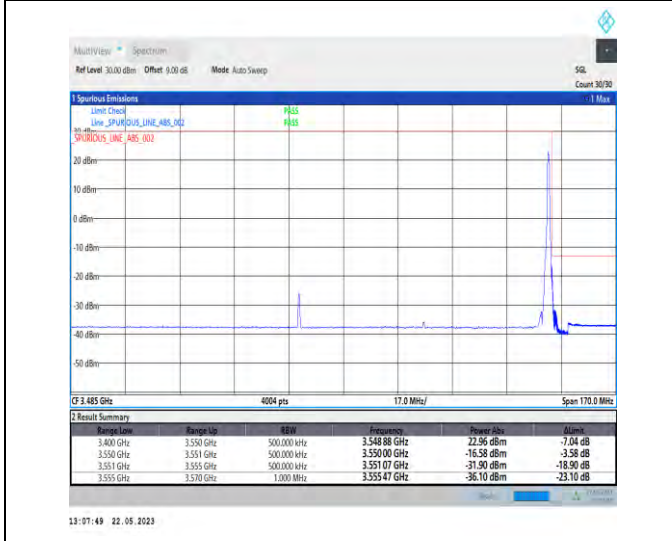 MultiView Spectrum
Ref Level 30.00 dBm Offset 9.00 dB Mode Auto Sweep SGL
Count 30/30
1 Spurious Emissions 1 Max
Limit Check PASS
Line _SPURIOUS_LINE_ABS_002 PASS
30 dBm
_SPURIOUS_LINE_ABS_002
20 dBm
10 dBm
0 dBm
-10 dBm
-20 dBm
-30 dBm
-40 dBm
-50 dBm
CF 3.485 GHz 4004 pts 17.0 MHz/ Span 170.0 MHz
2 Result Summary
Range Low Range Up RBW Frequency Power Abs ΔLimit
3.400 GHz 3.550 GHz 500.000 kHz 3.548 88 GHz 22.96 dBm -7.04 dB
3.550 GHz 3.551 GHz 500.000 kHz 3.550 00 GHz -16.58 dBm -3.58 dB
3.551 GHz 3.555 GHz 500.000 kHz 3.551 07 GHz -31.90 dBm -18.90 dB
3.555 GHz 3.570 GHz 1.000 MHz 3.555 47 GHz -36.10 dBm -23.10 dB
13:07:49 22.05.2023